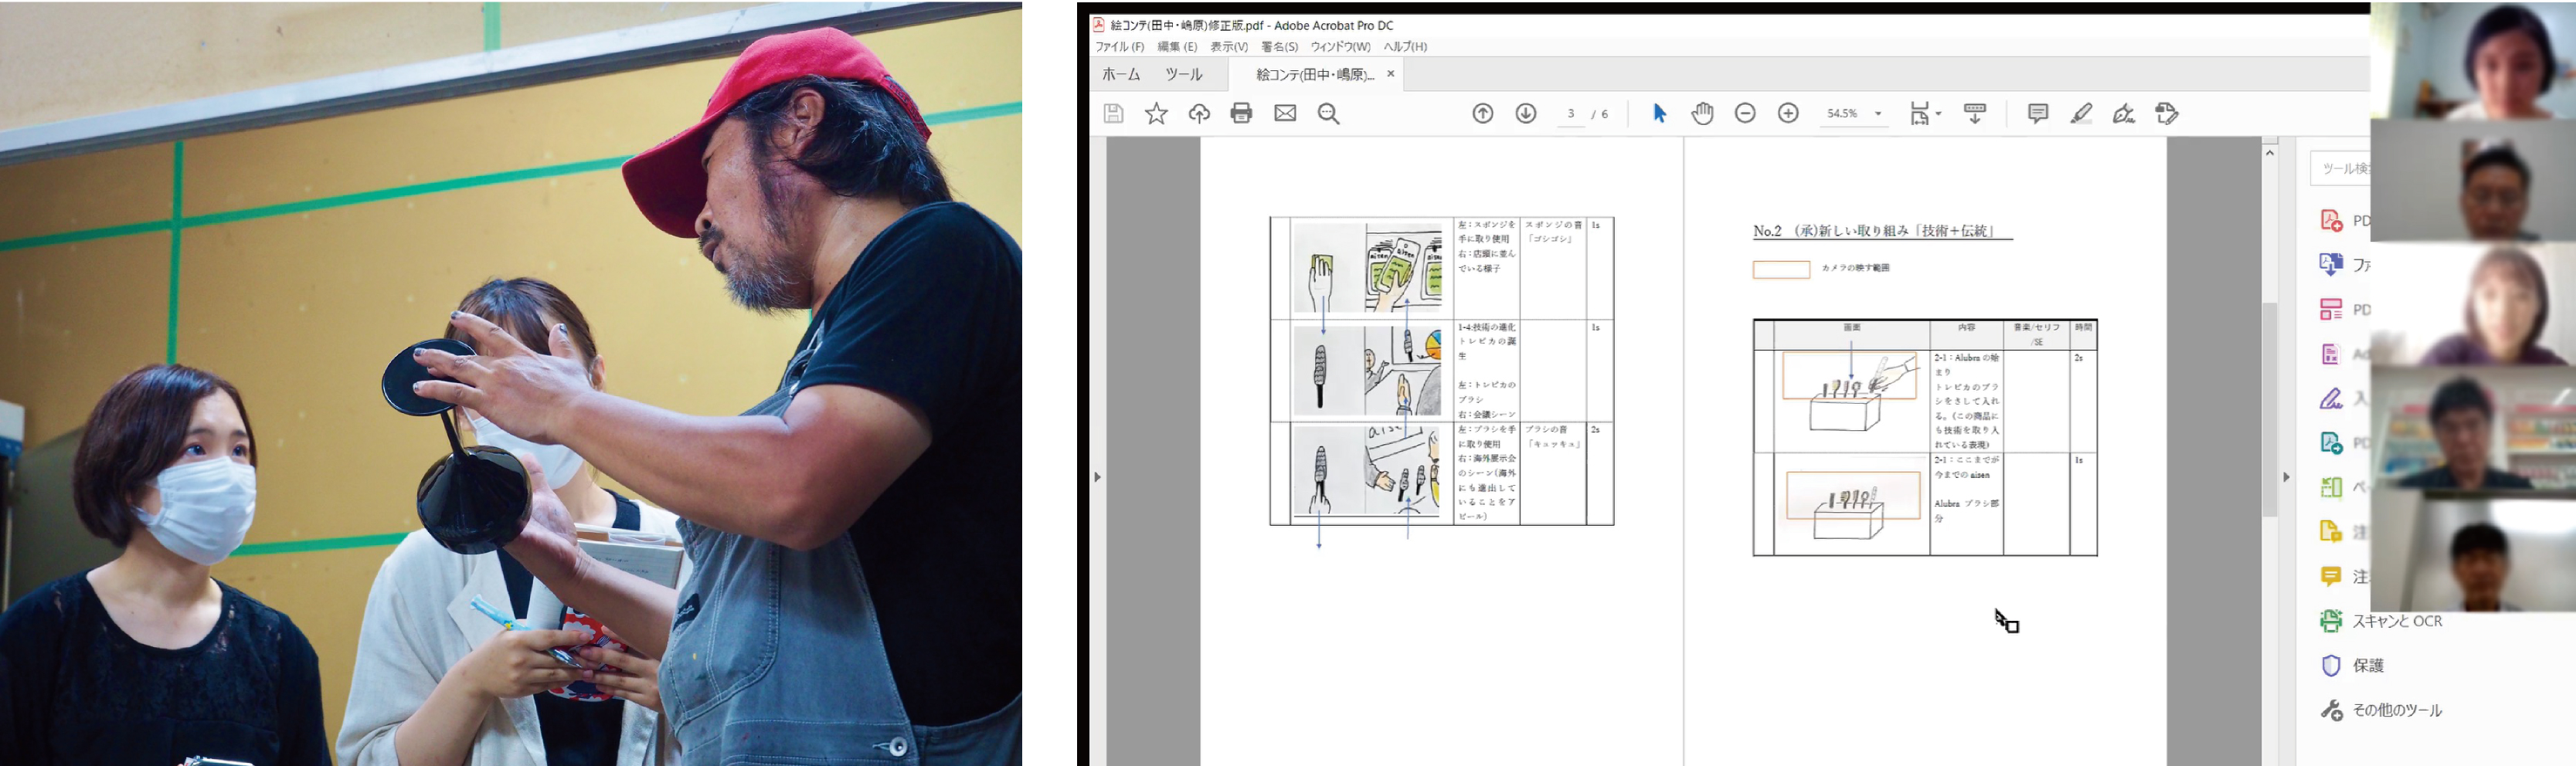 絵コンテ(田中・嶋原)修正版.pdf - Adobe Acrobat Pro DC
ファイル(F) 編集(E) 表示(V) 署名(S) ウィンドウ(W) ヘルプ(H)
ホーム ツール 絵コンテ(田中・嶋原)... ×
3 / 6 54.5%
ツール検
左：スポンジを
手に取り使用
右：店頭に並ん
でいる様子
スポンジの音
「ゴシゴシ」
1s
1-4:技術の進化
トレピカの誕
生
左：トレピカの
ブラシ
右：会議シーン
1s
左：ブラシを手
に取り使用
右：海外展示会
のシーン(海外
にも進出して
いることをア
ピール)
ブラシの音
「キュッキュ」
2s
No.2 (承)新しい取り組み「技術＋伝統」
カメラの映す範囲
画面 内容 音楽/セリフ
/SE
時間
2-1：Alubraの始
まり
トレピカのブラ
シをさして入れ
る。(この商品に
も技術を取り入
れている表現)
2s
2-1：ここまでが
今までの aisen
Alubra ブラシ部
分
1s
PD
ファ
PD
Ad
入
PD
ペー
注
注
スキャンと OCR
保護
その他のツール